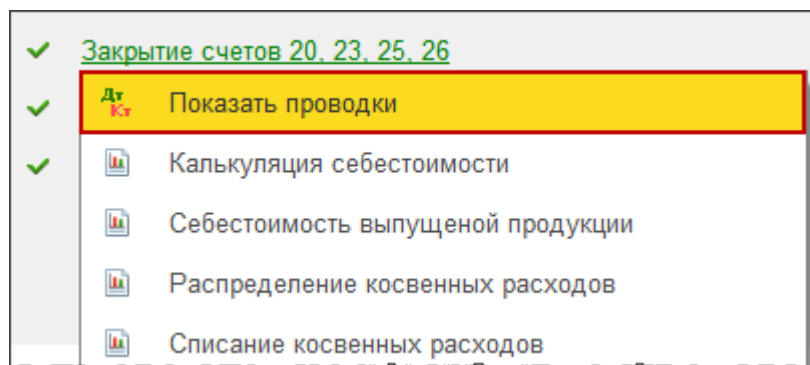 Закрытие счетов 20, 23, 25, 26
Дт
Кт
Показать проводки
Калькуляция себестоимости
Себестоимость выпущеной продукции
Распределение косвенных расходов
Списание косвенных расходов